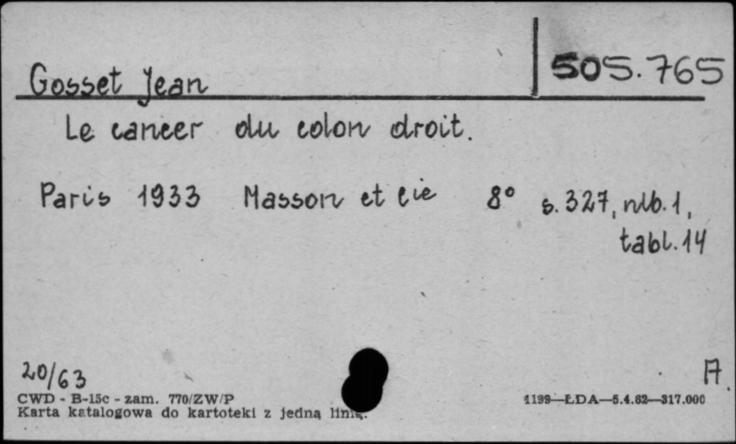 505.765
Gosset Jean
Le cancer du colon droit.
Paris 1933 Masson et Cie 8° s. 327, nlb. 1,
tabl. 14
20/63
A.
CWD - B-15c - zam. 770/ZW/P
1199—ŁDA—5.4.62—317.000
Karta katalogowa do kartoteki z jedną linią.